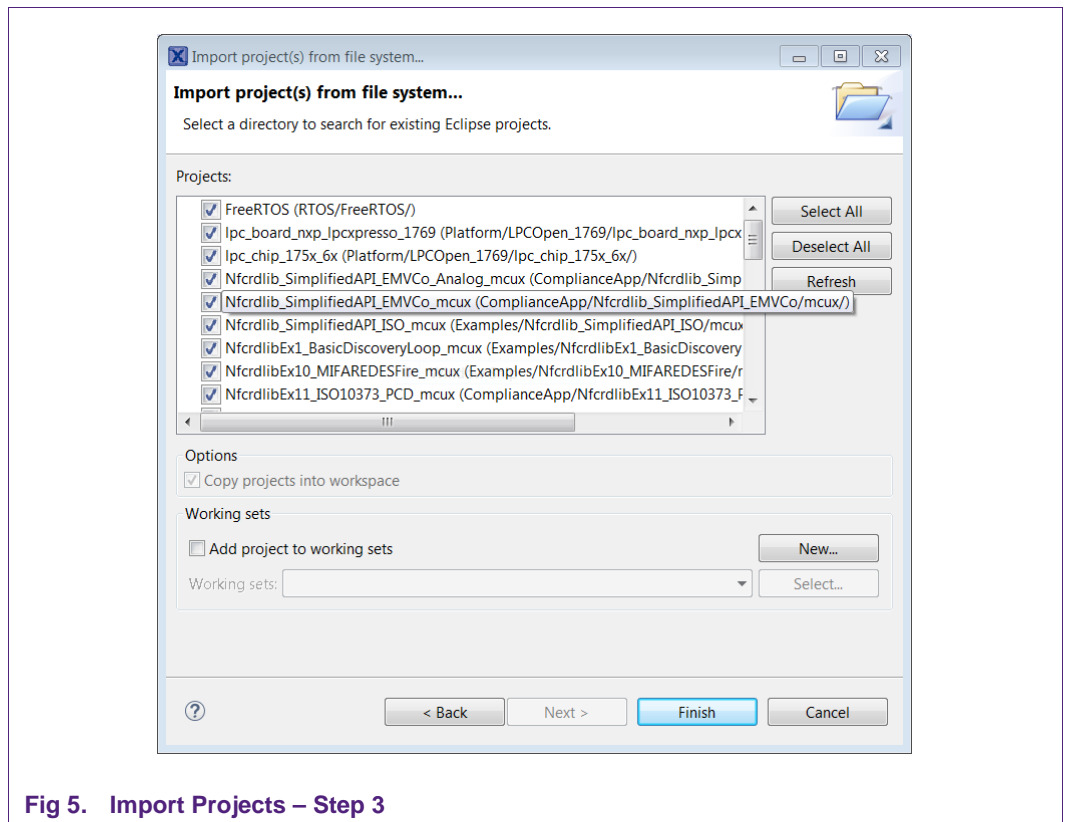 Import project(s) from file system...
Import project(s) from file system...
Select a directory to search for existing Eclipse projects.
Projects:
FreeRTOS (RTOS/FreeRTOS/)
lpc_board_nxp_lpcxpresso_1769 (Platform/LPCOpen_1769/lpc_board_nxp_lpcx
lpc_chip_175x_6x (Platform/LPCOpen_1769/lpc_chip_175x_6x/)
Nfcrdlib_SimplifiedAPI_EMVCo_Analog_mcux (ComplianceApp/Nfcrdlib_Simp
Nfcrdlib_SimplifiedAPI_EMVCo_mcux (ComplianceApp/Nfcrdlib_SimplifiedAPI_EMVCo/mcux/)
Nfcrdlib_SimplifiedAPI_ISO_mcux (Examples/Nfcrdlib_SimplifiedAPI_ISO/mcux
NfcrdlibEx1_BasicDiscoveryLoop_mcux (Examples/NfcrdlibEx1_BasicDiscovery
NfcrdlibEx10_MIFAREDESFire_mcux (Examples/NfcrdlibEx10_MIFAREDESFire/r
NfcrdlibEx11_ISO10373_PCD_mcux (ComplianceApp/NfcrdlibEx11_ISO10373_F
Select All
Deselect All
Refresh
Options
Copy projects into workspace
Working sets
Add project to working sets
New...
Working sets:
Select...
?
< Back
Next >
Finish
Cancel
Fig 5. Import Projects – Step 3